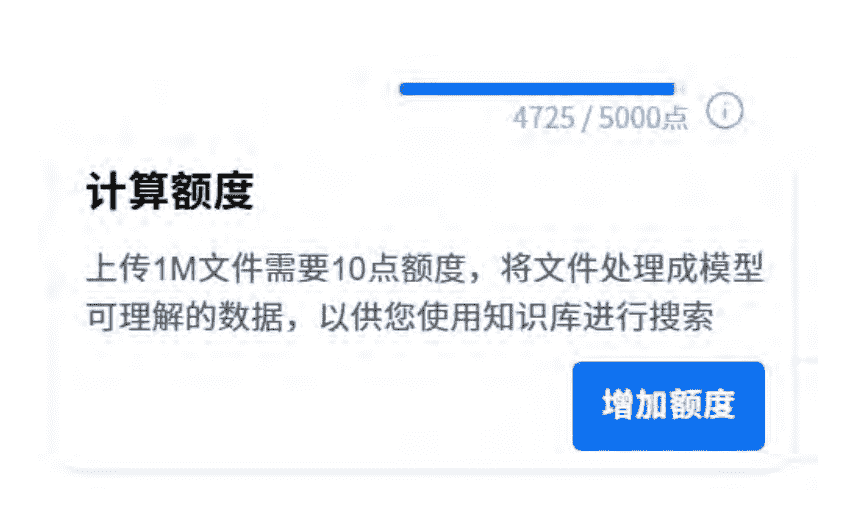 4725 / 5000点
计算额度
上传1M文件需要10点额度，将文件处理成模型
可理解的数据，以供您使用知识库进行搜索
增加额度